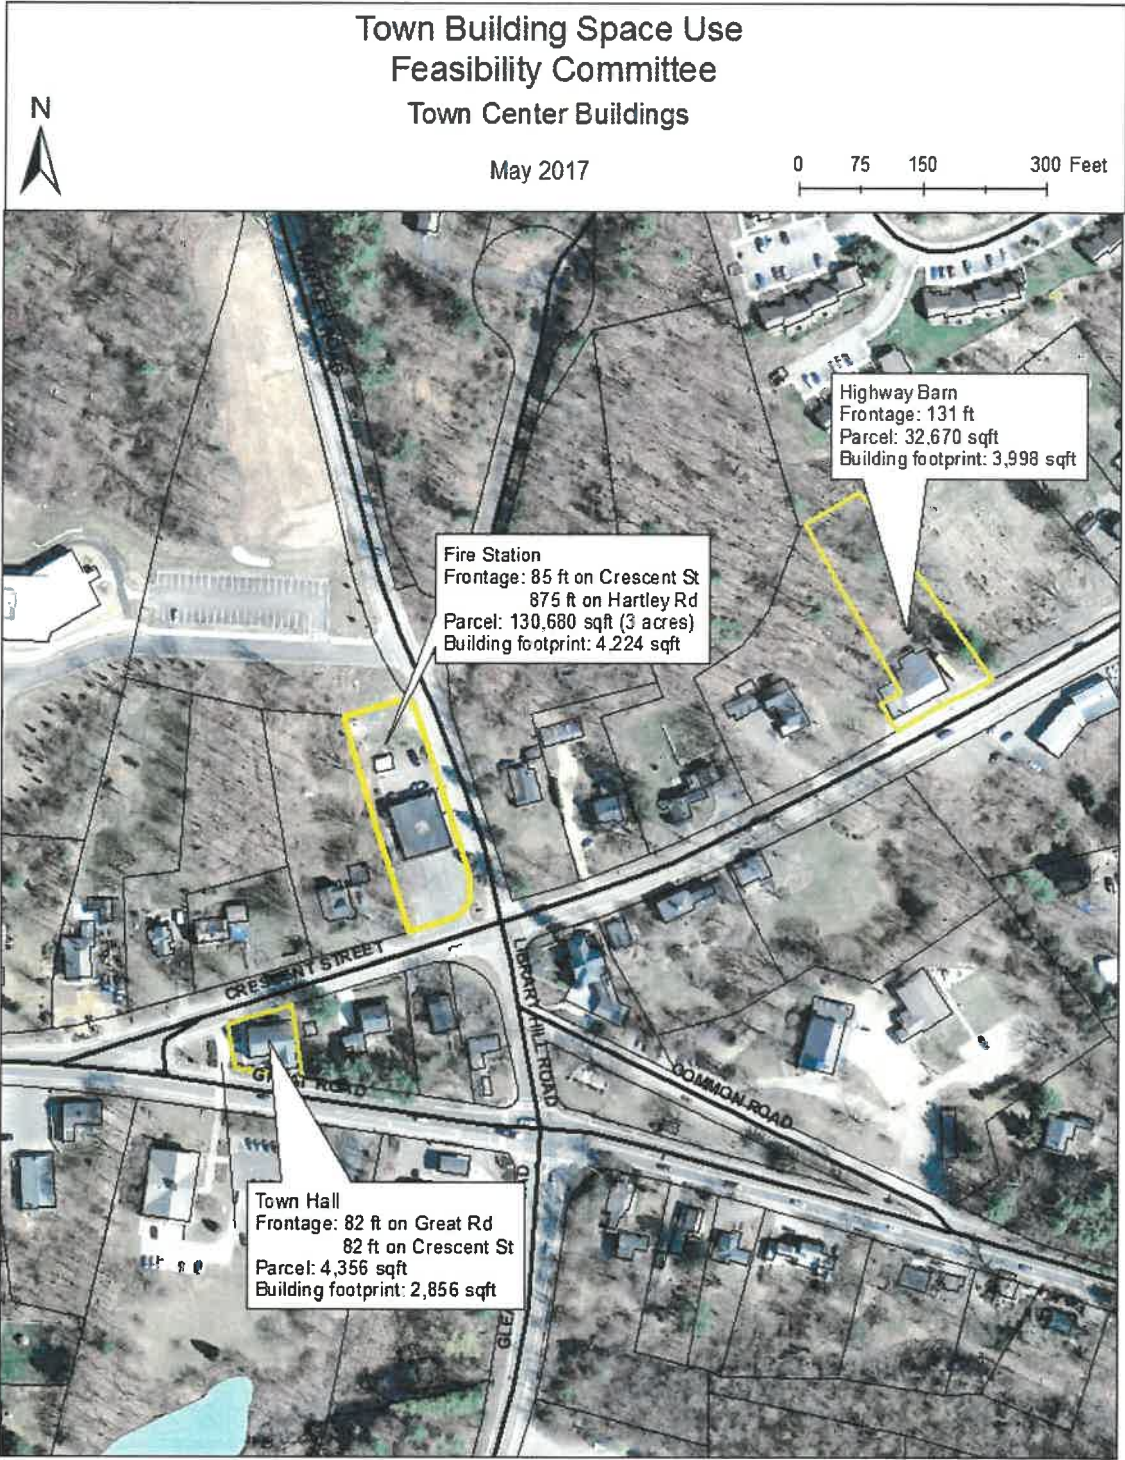 Town Building Space Use
Feasibility Committee
Town Center Buildings
N
May 2017
0 75 150 300 Feet
Highway Barn
Frontage: 131 ft
Parcel: 32,670 sqft
Building footprint: 3,998 sqft
Fire Station
Frontage: 85 ft on Crescent St
875 ft on Hartley Rd
Parcel: 130,680 sqft (3 acres)
Building footprint: 4.224 sqft
CRESCENT STREET
LIBRARY HILL ROAD
COMMON ROAD
ROAD
Town Hall
Frontage: 82 ft on Great Rd
82 ft on Crescent St
Parcel: 4,356 sqft
Building footprint: 2,856 sqft
GLE